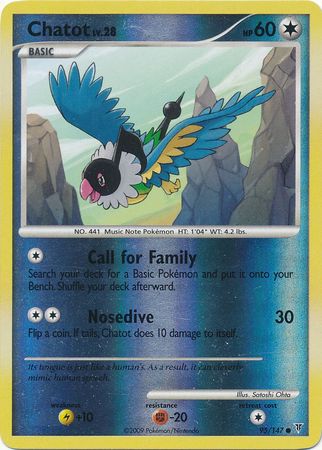 Chatot LV.28 HP 60
BASIC
NO. 441 Music Note Pokémon HT: 1'04" WT: 4.2 lbs.
Call for Family
Search your deck for a Basic Pokémon and put it onto your
Bench. Shuffle your deck afterward.
Nosedive 30
Flip a coin. If tails, Chatot does 10 damage to itself.
Its tongue is just like a human's. As a result, it can cleverly
mimic human speech.
Illus. Satoshi Ohta
weakness resistance retreat cost
+10 -20
©2009 Pokémon/Nintendo 95/147